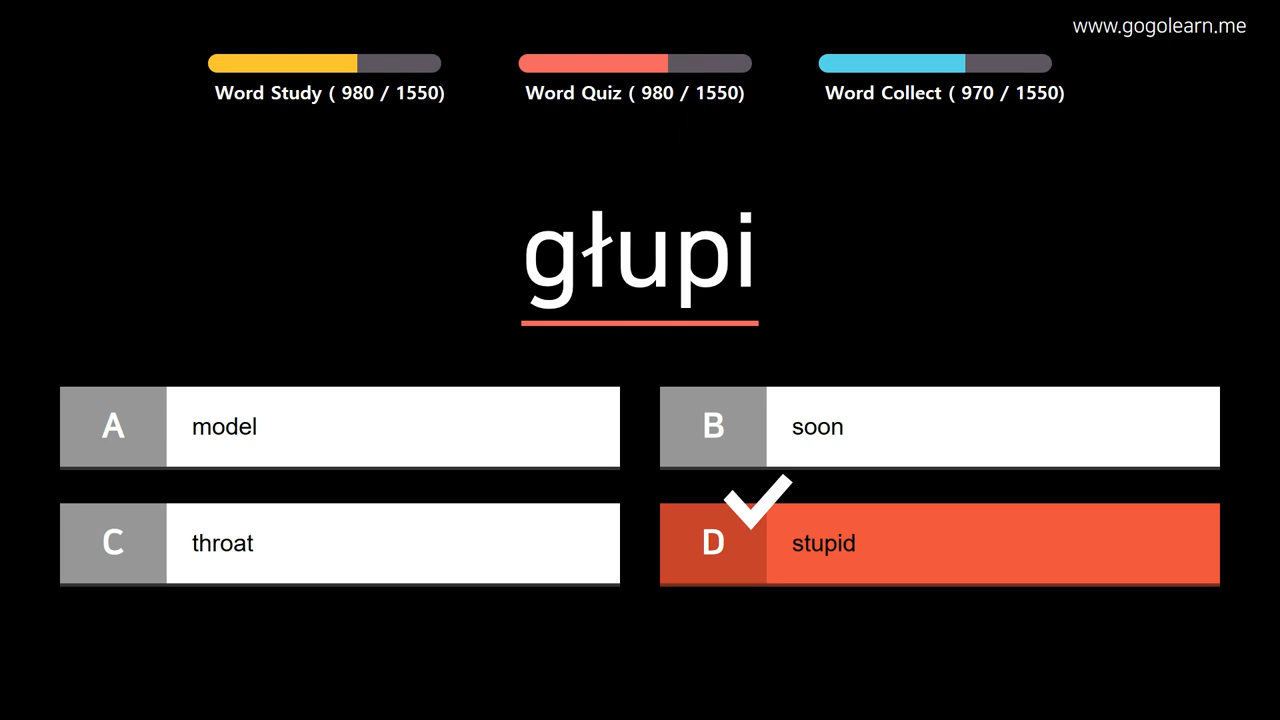 www.gogolearn.me
Word Study ( 980 / 1550)
Word Quiz ( 980 / 1550)
Word Collect ( 970 / 1550)
głupi
A model
B soon
C throat
D stupid